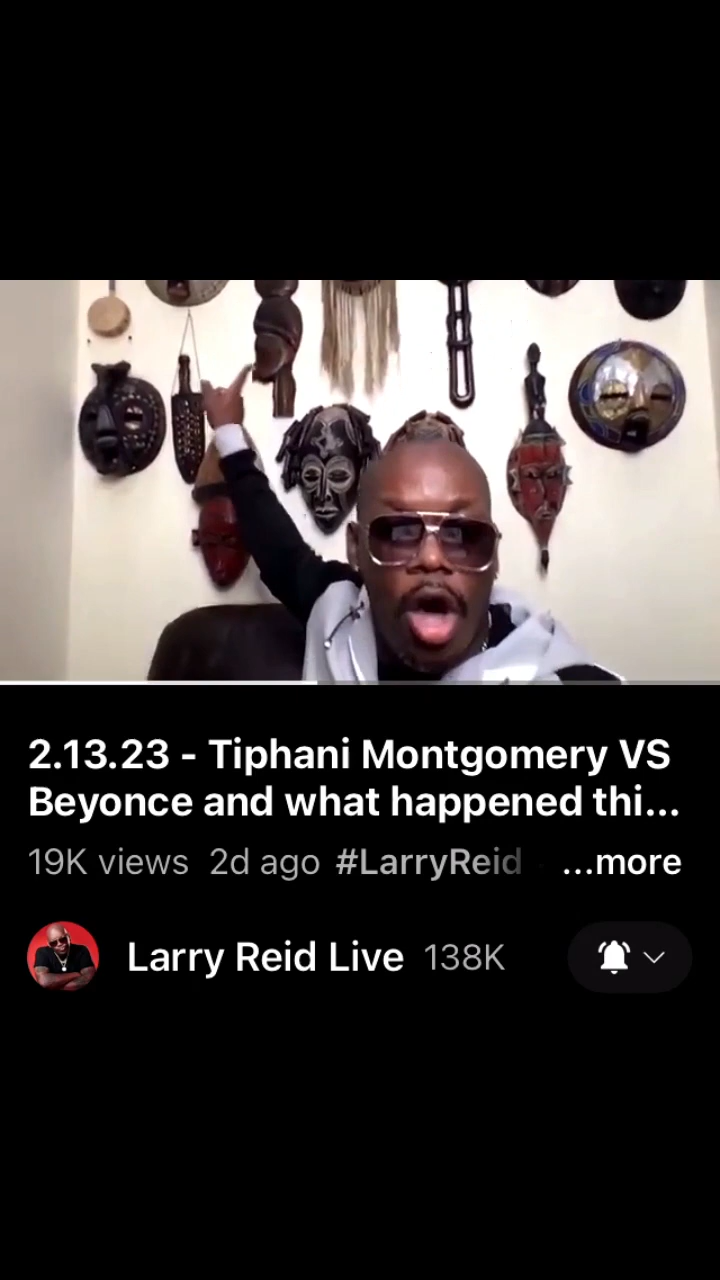 2.13.23 - Tiphani Montgomery VS
Beyonce and what happened thi...
19K views 2d ago #LarryReid ...more
Larry Reid Live 138K